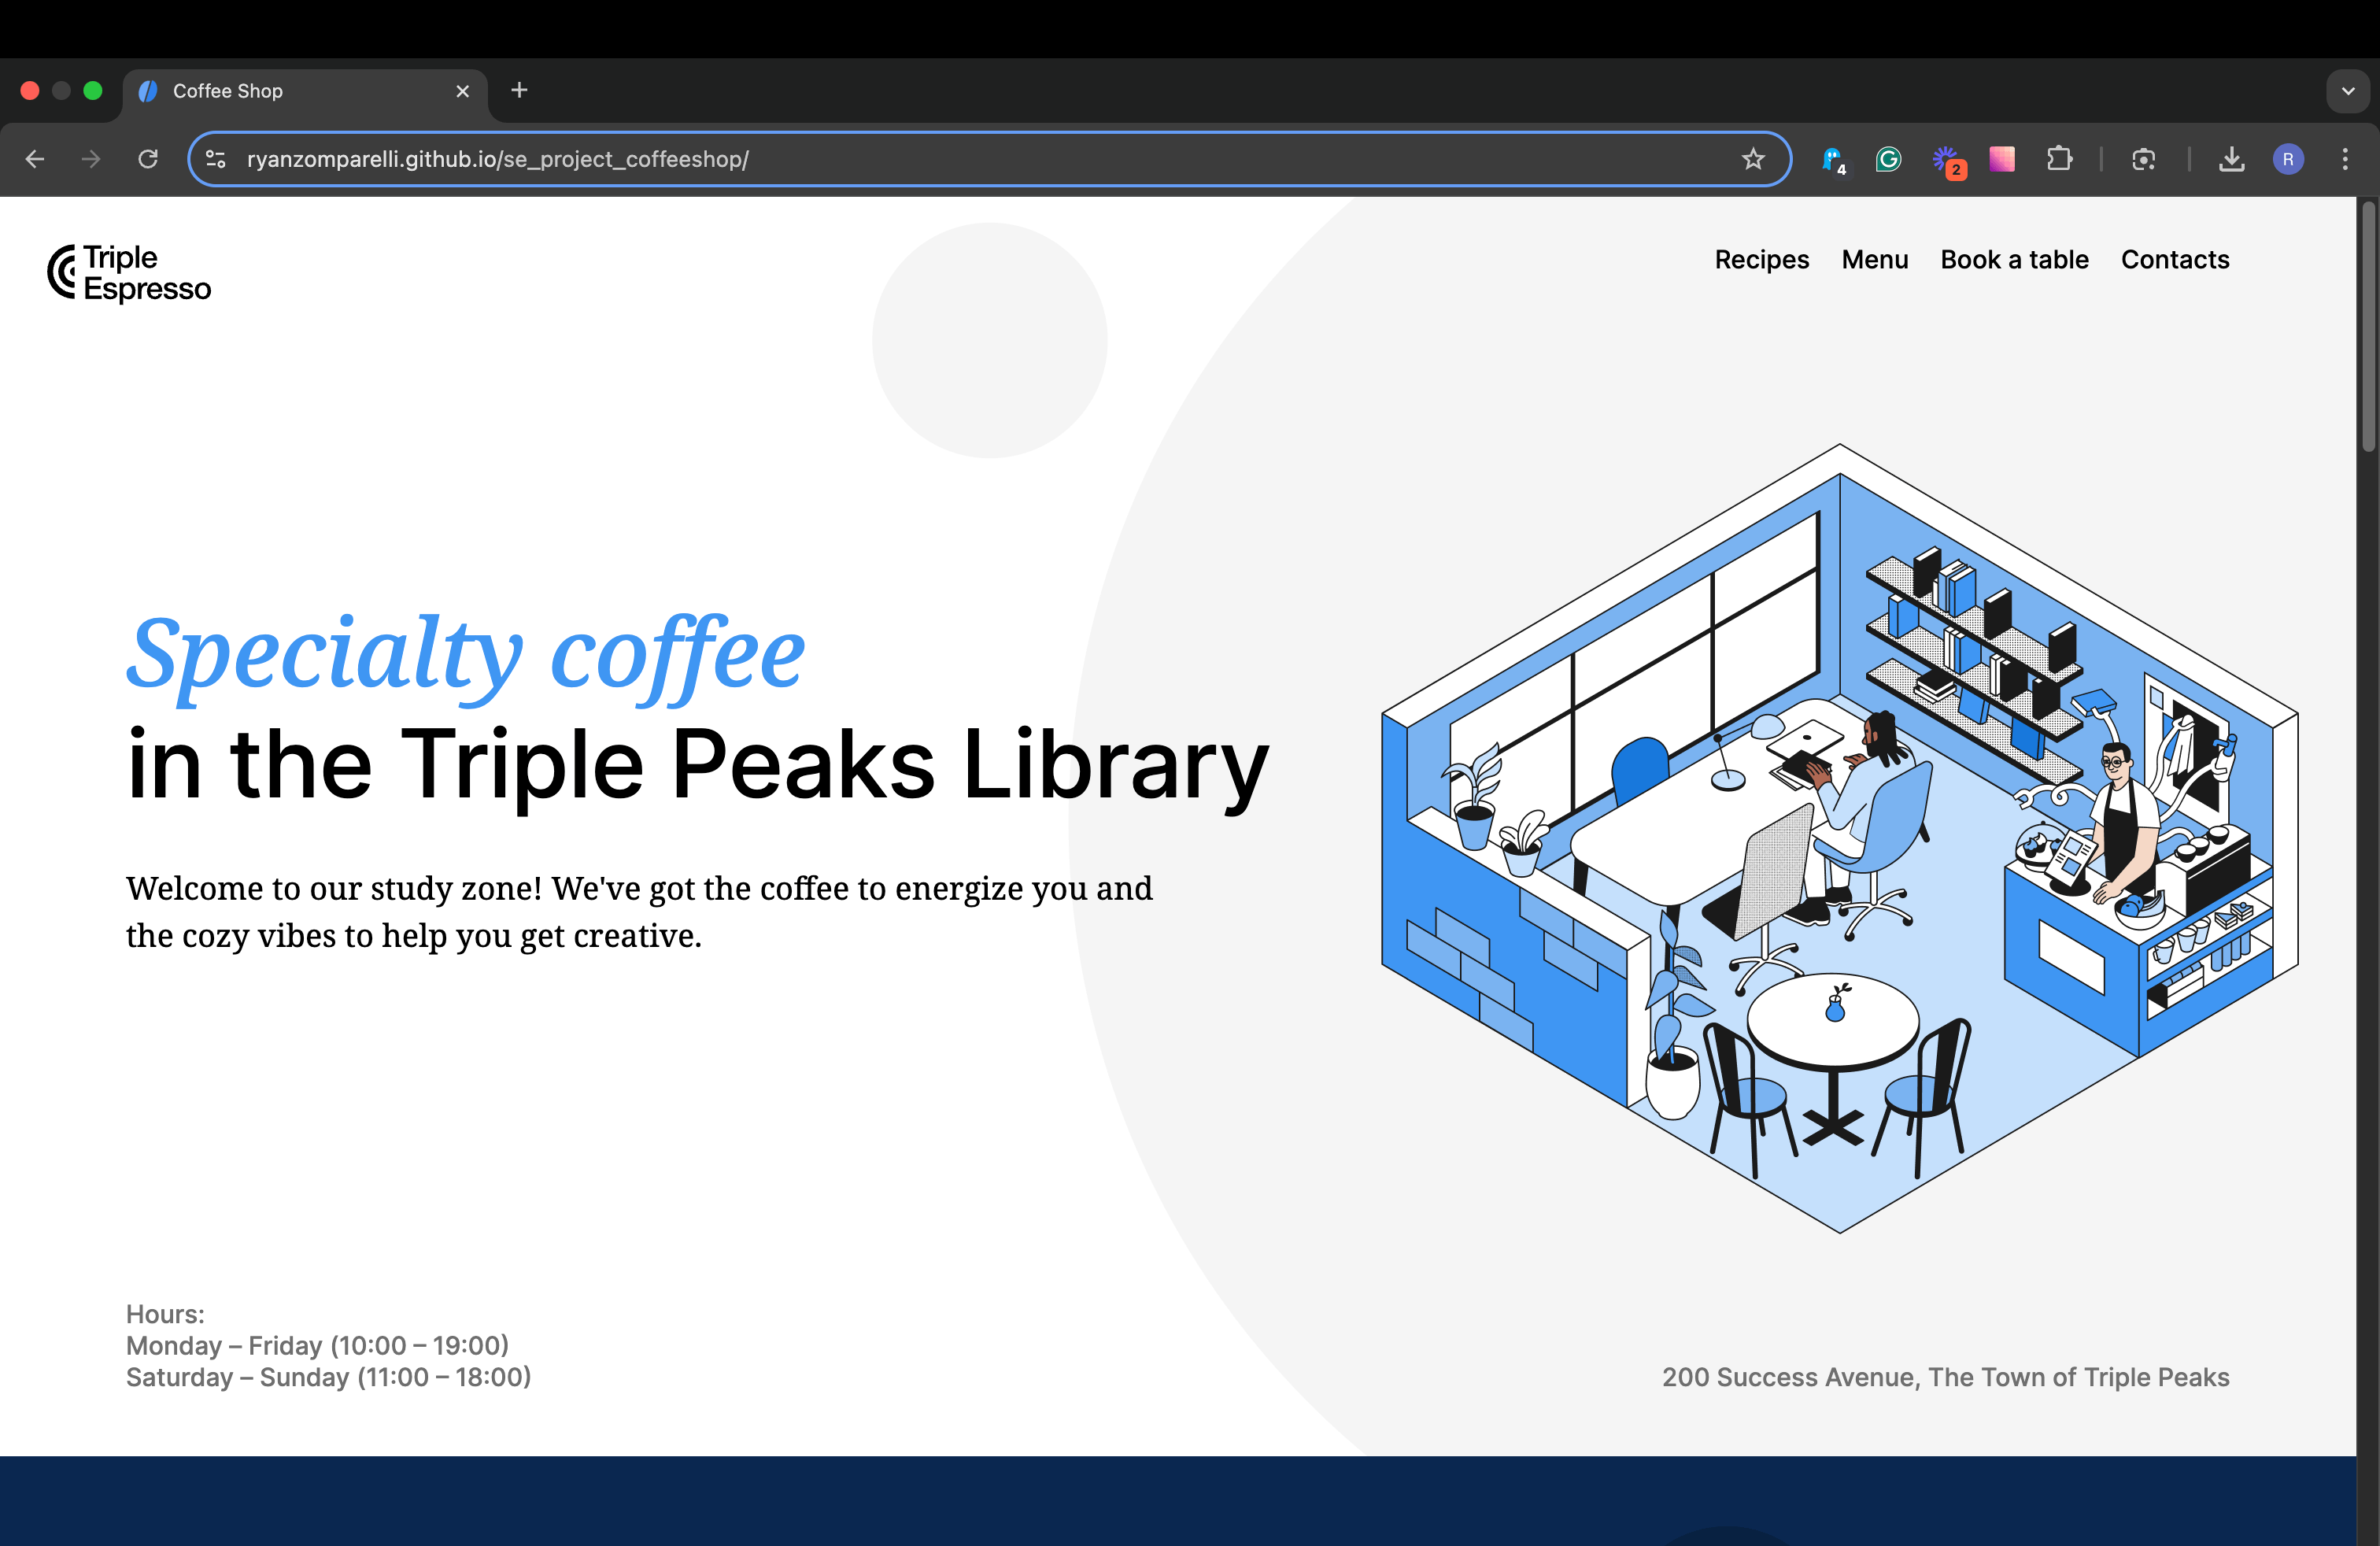 Coffee Shop
ryanzomparelli.github.io/se_project_coffeeshop/
4
2
R
Triple
Espresso
Recipes Menu Book a table Contacts
Specialty coffee
in the Triple Peaks Library
Welcome to our study zone! We've got the coffee to energize you and
the cozy vibes to help you get creative.
Hours:
Monday – Friday (10:00 – 19:00)
Saturday – Sunday (11:00 – 18:00)
200 Success Avenue, The Town of Triple Peaks